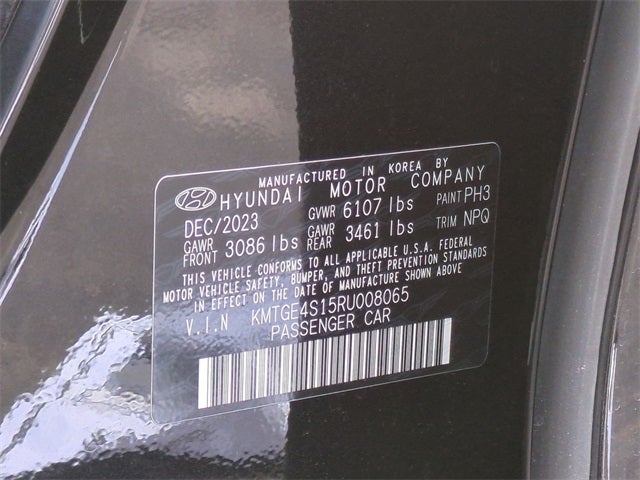 MANUFACTURED IN KOREA BY
HYUNDAI MOTOR COMPANY
DEC/2023 GVWR 6107 lbs PAINT PH3
GAWR FRONT 3086 lbs GAWR REAR 3461 lbs TRIM NPQ
THIS VEHICLE CONFORMS TO ALL APPLICABLE U.S.A. FEDERAL
MOTOR VEHICLE SAFETY, BUMPER, AND THEFT PREVENTION STANDARDS
IN EFFECT ON THE DATE OF MANUFACTURE SHOWN ABOVE
V.I.N KMTGE4S15RU008065
PASSENGER CAR